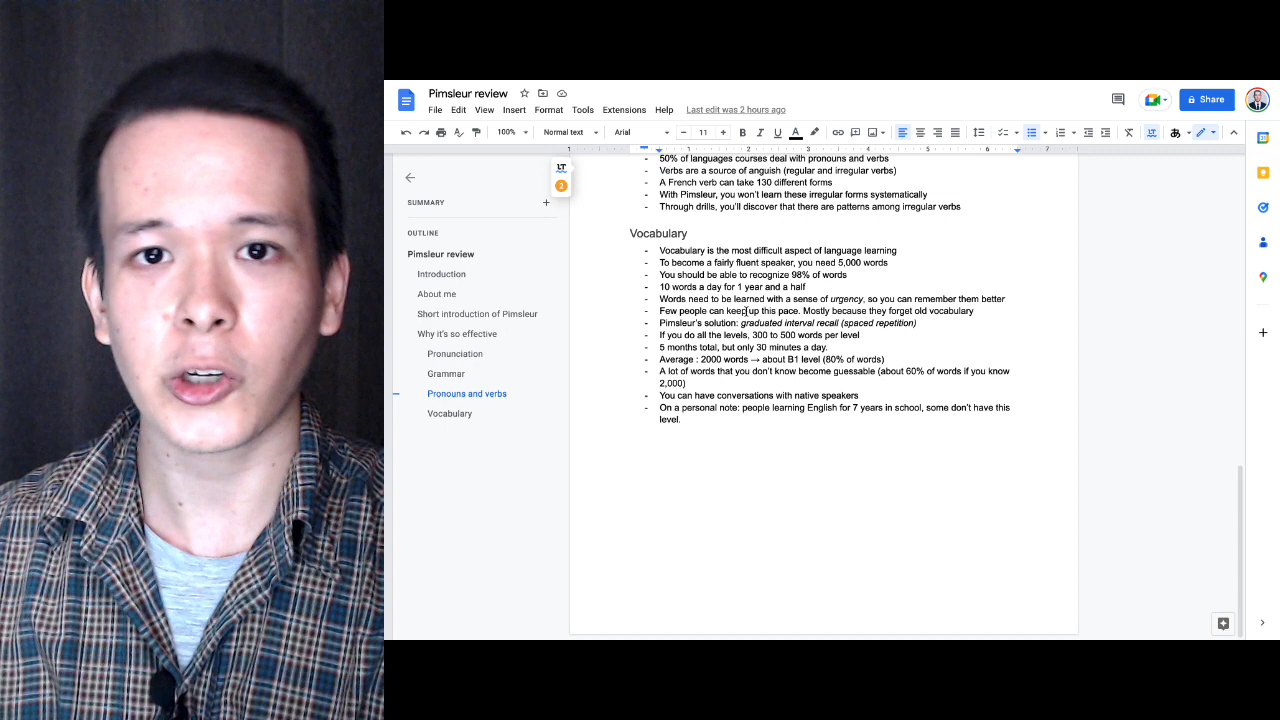 Pimsleur review
File Edit View Insert Format Tools Extensions Help Last edit was 2 hours ago
Share
100% Normal text Arial 11
1 1 2 3 4 5 6 7
SUMMARY
OUTLINE
Pimsleur review
Introduction
About me
Short introduction of Pimsleur
Why it's so effective
Pronunciation
Grammar
Pronouns and verbs
Vocabulary
LT
2
- 50% of languages courses deal with pronouns and verbs
- Verbs are a source of anguish (regular and irregular verbs)
- A French verb can take 130 different forms
- With Pimsleur, you won't learn these irregular forms systematically
- Through drills, you'll discover that there are patterns among irregular verbs
Vocabulary
- Vocabulary is the most difficult aspect of language learning
- To become a fairly fluent speaker, you need 5,000 words
- You should be able to recognize 98% of words
- 10 words a day for 1 year and a half
- Words need to be learned with a sense of urgency, so you can remember them better
- Few people can keep up this pace. Mostly because they forget old vocabulary
- Pimsleur's solution: graduated interval recall (spaced repetition)
- If you do all the levels, 300 to 500 words per level
- 5 months total, but only 30 minutes a day.
- Average : 2000 words → about B1 level (80% of words)
- A lot of words that you don't know become guessable (about 60% of words if you know
2,000)
- You can have conversations with native speakers
- On a personal note: people learning English for 7 years in school, some don't have this
level.